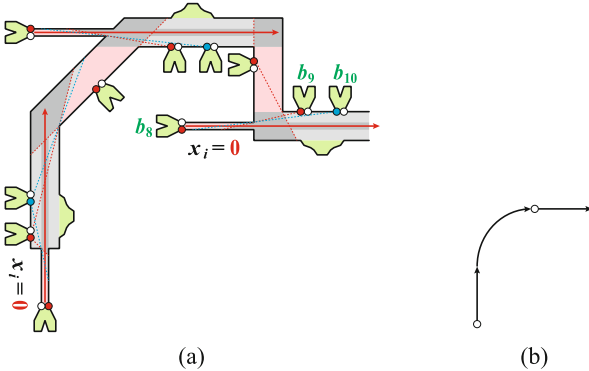 b₉ b₁₀
b₈
xᵢ = 0
xᵢ = 0
(a) (b)